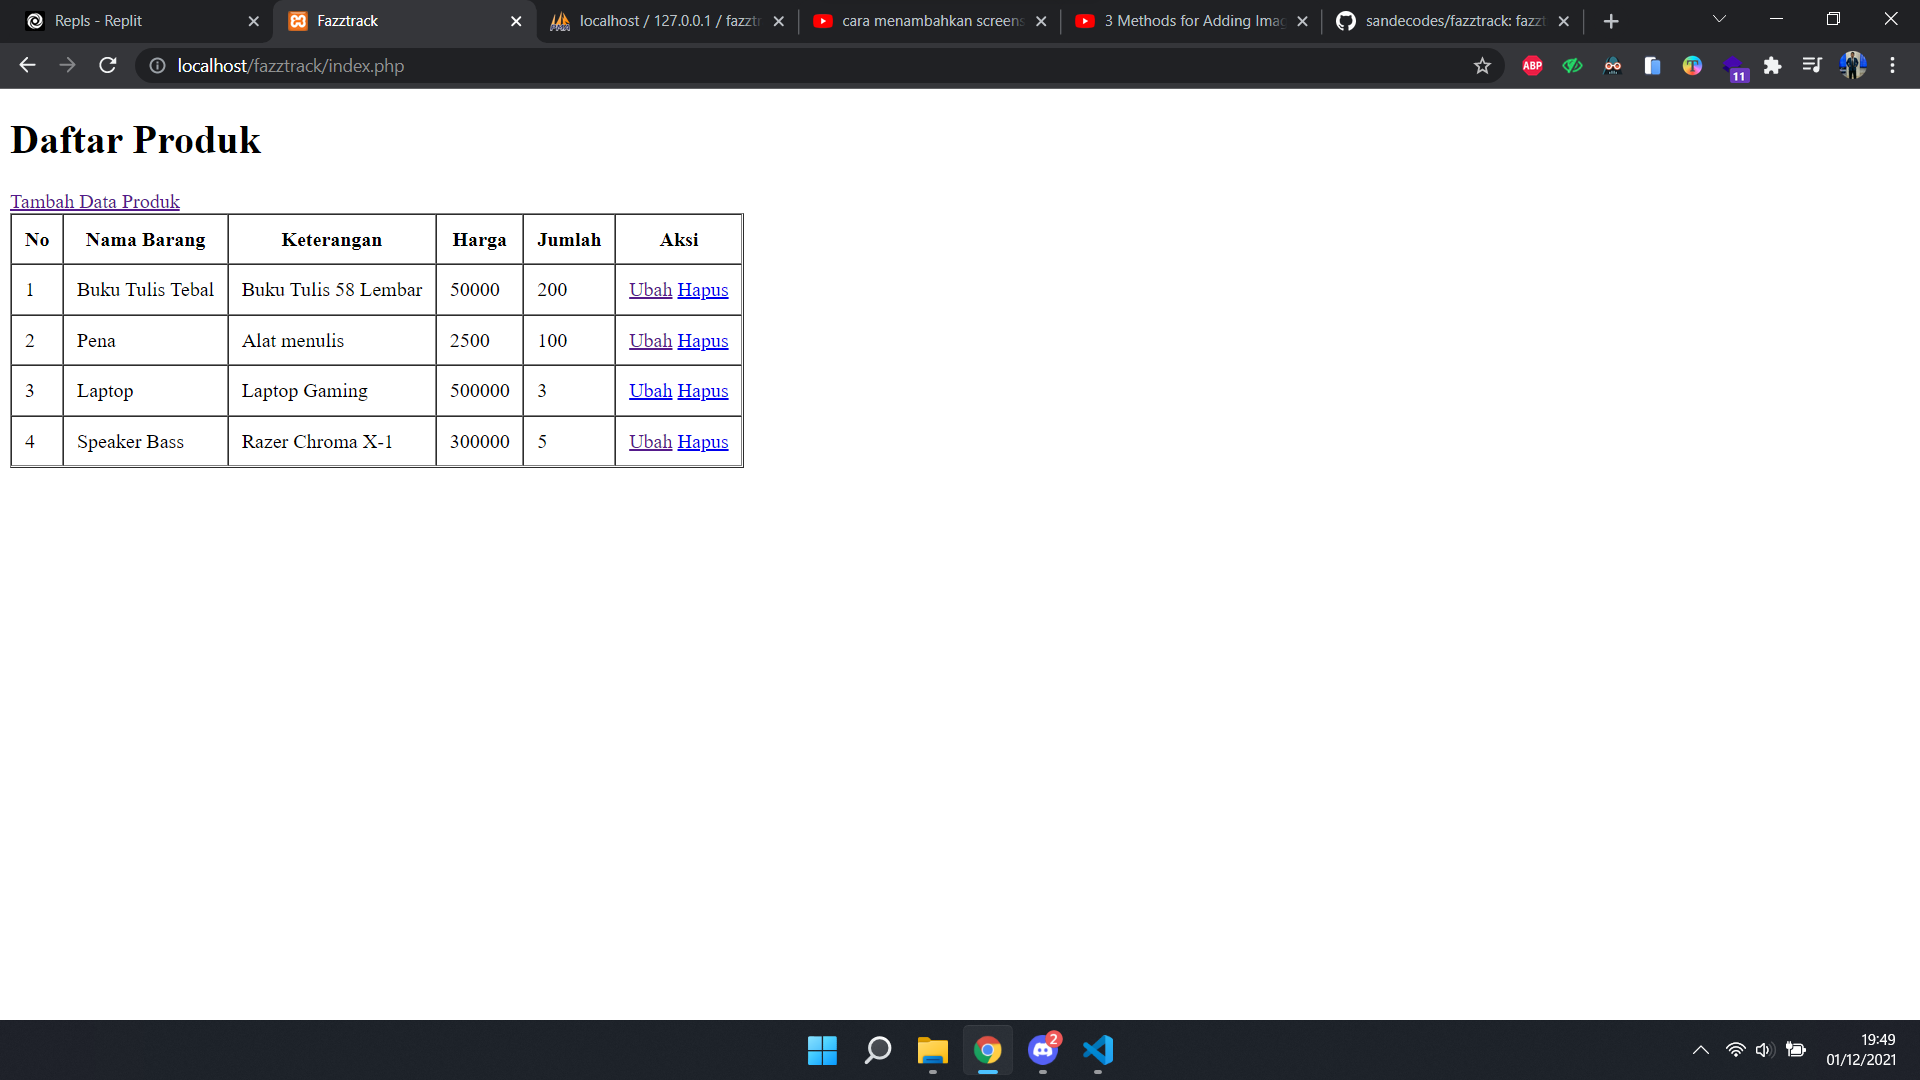 Repls - Replit
Fazztrack
localhost / 127.0.0.1 / fazztr
cara menambahkan screens
3 Methods for Adding Imag
sandecodes/fazztrack: fazzt
localhost/fazztrack/index.php
ABP
11
Daftar Produk
Tambah Data Produk
No Nama Barang Keterangan Harga Jumlah Aksi
1 Buku Tulis Tebal Buku Tulis 58 Lembar 50000 200 Ubah Hapus
2 Pena Alat menulis 2500 100 Ubah Hapus
3 Laptop Laptop Gaming 500000 3 Ubah Hapus
4 Speaker Bass Razer Chroma X-1 300000 5 Ubah Hapus
2
19:49
01/12/2021